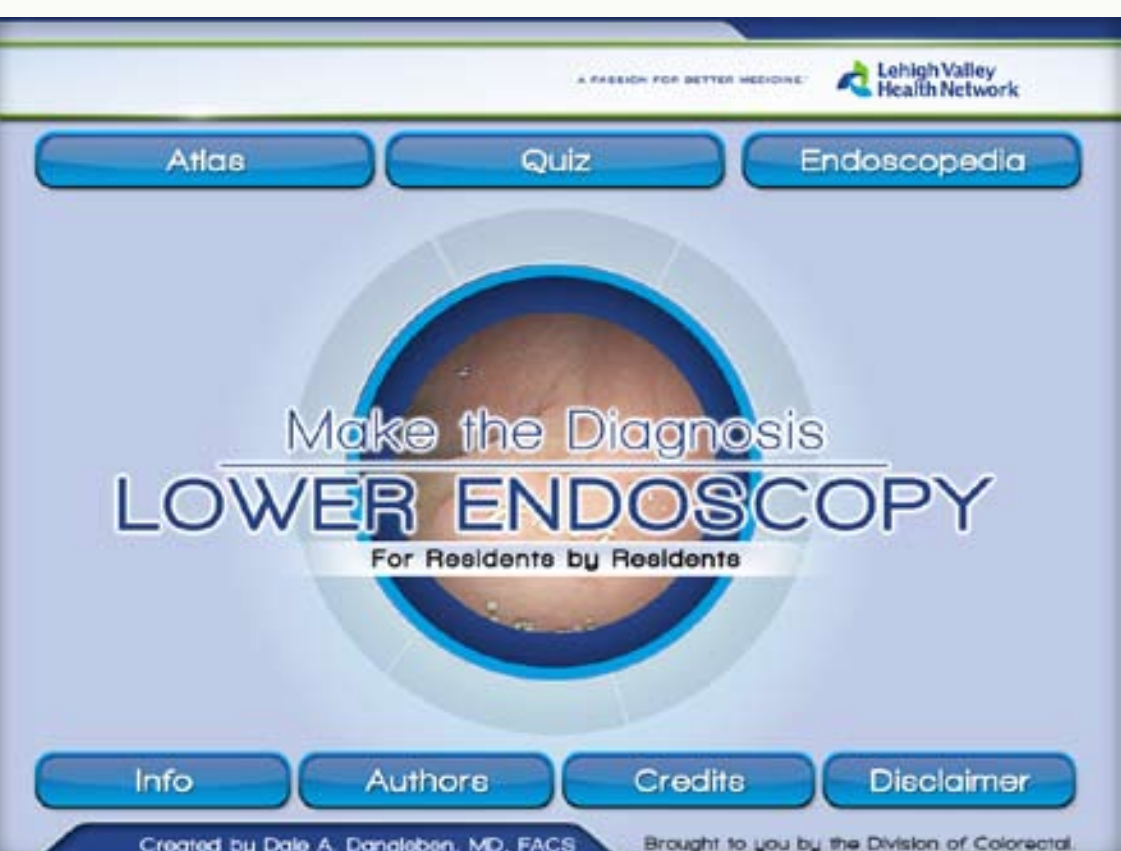 A PASSION FOR BETTER MEDICINE
Lehigh Valley
Health Network
Atlas
Quiz
Endoscopedia
Make the Diagnosis
LOWER ENDOSCOPY
For Residents by Residents
Info
Authors
Credits
Disclaimer
Created by Dale A. Dangleben, MD, FACS
Brought to you by the Division of Colorectal